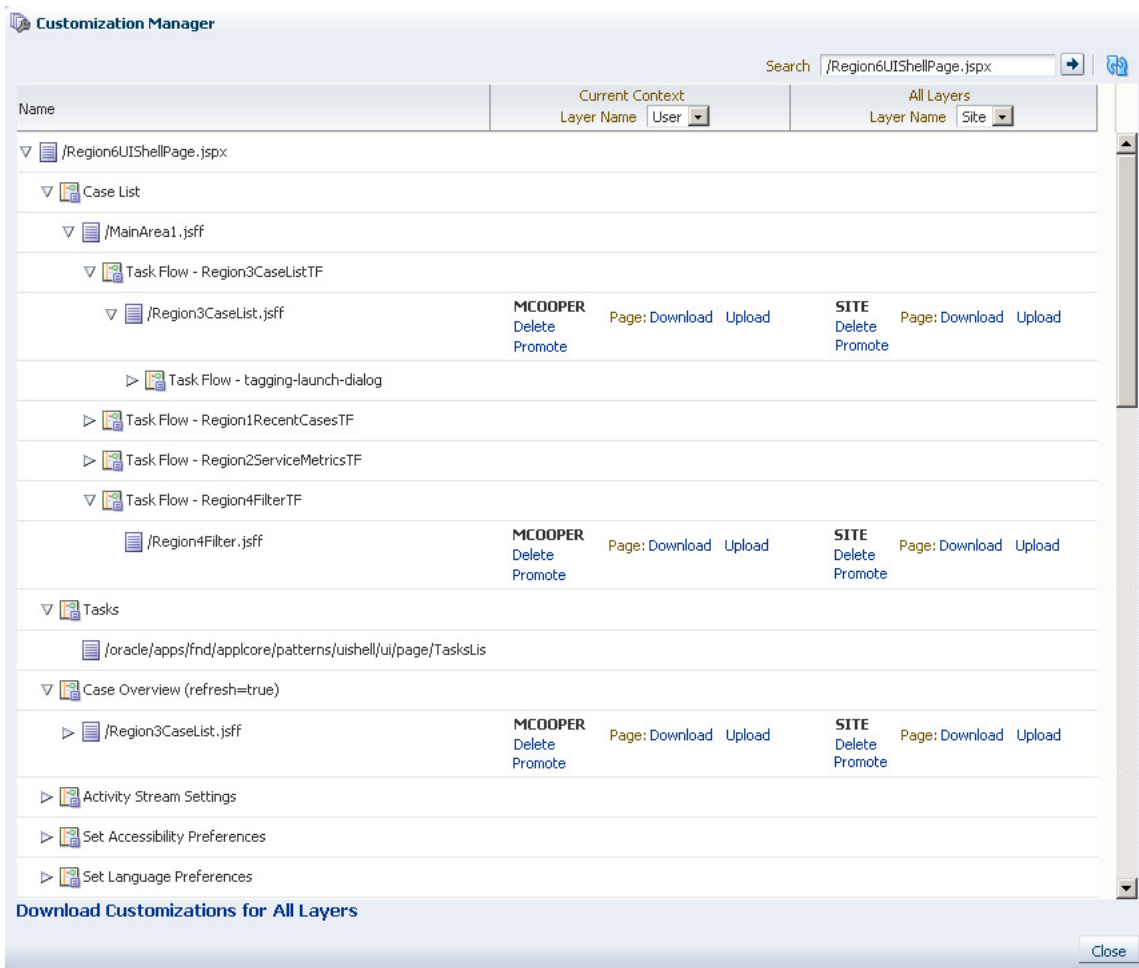 Customization Manager
Search /Region6UIShellPage.jspx
Name
Current Context
Layer Name User
All Layers
Layer Name Site
/Region6UIShellPage.jspx
Case List
/MainArea1.jsff
Task Flow - Region3CaseListTF
/Region3CaseList.jsff
MCOOPER
Delete
Promote
Page: Download Upload
SITE
Delete
Promote
Page: Download Upload
Task Flow - tagging-launch-dialog
Task Flow - Region1RecentCasesTF
Task Flow - Region2ServiceMetricsTF
Task Flow - Region4FilterTF
/Region4Filter.jsff
MCOOPER
Delete
Promote
Page: Download Upload
SITE
Delete
Promote
Page: Download Upload
Tasks
/oracle/apps/fnd/applcore/patterns/uishell/ui/page/TasksLis
Case Overview (refresh=true)
/Region3CaseList.jsff
MCOOPER
Delete
Promote
Page: Download Upload
SITE
Delete
Promote
Page: Download Upload
Activity Stream Settings
Set Accessibility Preferences
Set Language Preferences
Download Customizations for All Layers
Close